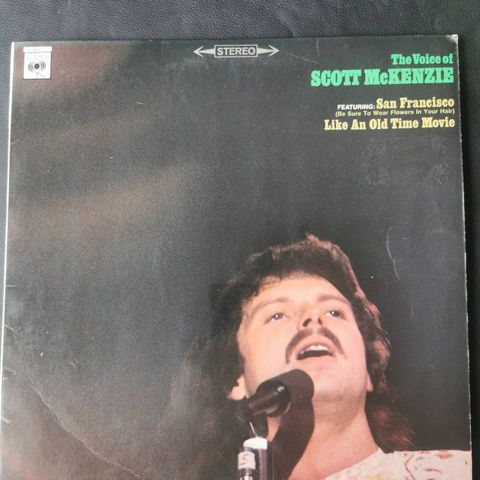 STEREO
The Voice of
SCOTT McKENZIE
FEATURING: San Francisco
(Be Sure To Wear Flowers In Your Hair)
Like An Old Time Movie